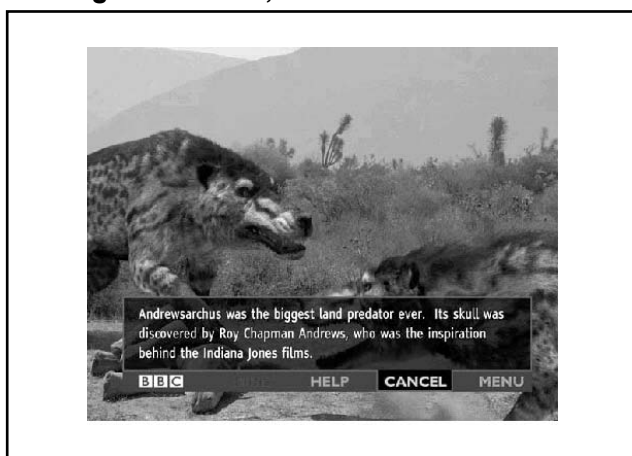 Andrewsarchus was the biggest land predator ever. Its skull was
discovered by Roy Chapman Andrews, who was the inspiration
behind the Indiana Jones films.
BBC HELP CANCEL MENU